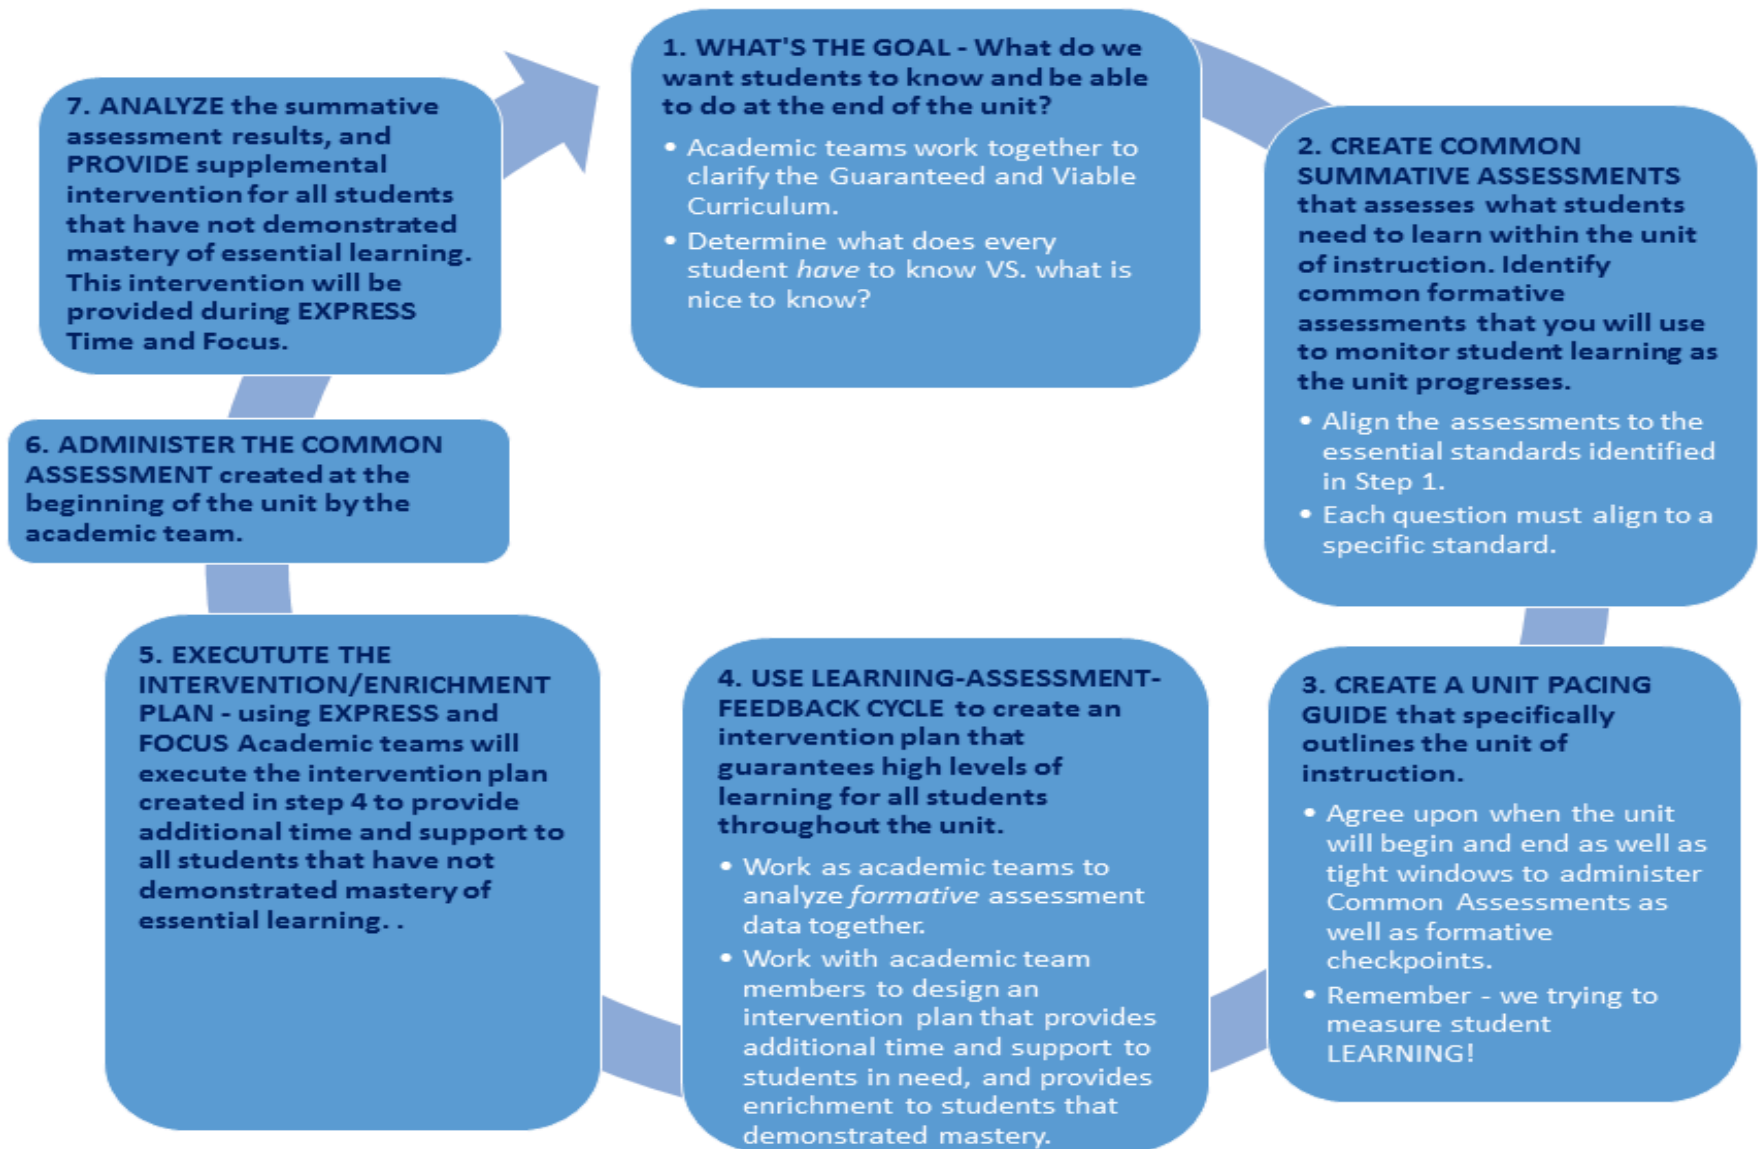 1. WHAT'S THE GOAL - What do we
want students to know and be able
to do at the end of the unit?
• Academic teams work together to
clarify the Guaranteed and Viable
Curriculum.
• Determine what does every
student have to know VS. what is
nice to know?
2. CREATE COMMON
SUMMATIVE ASSESSMENTS
that assesses what students
need to learn within the unit
of instruction. Identify
common formative
assessments that you will use
to monitor student learning as
the unit progresses.
• Align the assessments to the
essential standards identified
in Step 1.
• Each question must align to a
specific standard.
3. CREATE A UNIT PACING
GUIDE that specifically
outlines the unit of
instruction.
• Agree upon when the unit
will begin and end as well as
tight windows to administer
Common Assessments as
well as formative
checkpoints.
• Remember - we trying to
measure student
LEARNING!
4. USE LEARNING-ASSESSMENT-
FEEDBACK CYCLE to create an
intervention plan that
guarantees high levels of
learning for all students
throughout the unit.
• Work as academic teams to
analyze formative assessment
data together.
• Work with academic team
members to design an
intervention plan that provides
additional time and support to
students in need, and provides
enrichment to students that
demonstrated mastery.
5. EXECUTUTE THE
INTERVENTION/ENRICHMENT
PLAN - using EXPRESS and
FOCUS Academic teams will
execute the intervention plan
created in step 4 to provide
additional time and support to
all students that have not
demonstrated mastery of
essential learning. .
6. ADMINISTER THE COMMON
ASSESSMENT created at the
beginning of the unit by the
academic team.
7. ANALYZE the summative
assessment results, and
PROVIDE supplemental
intervention for all students
that have not demonstrated
mastery of essential learning.
This intervention will be
provided during EXPRESS
Time and Focus.